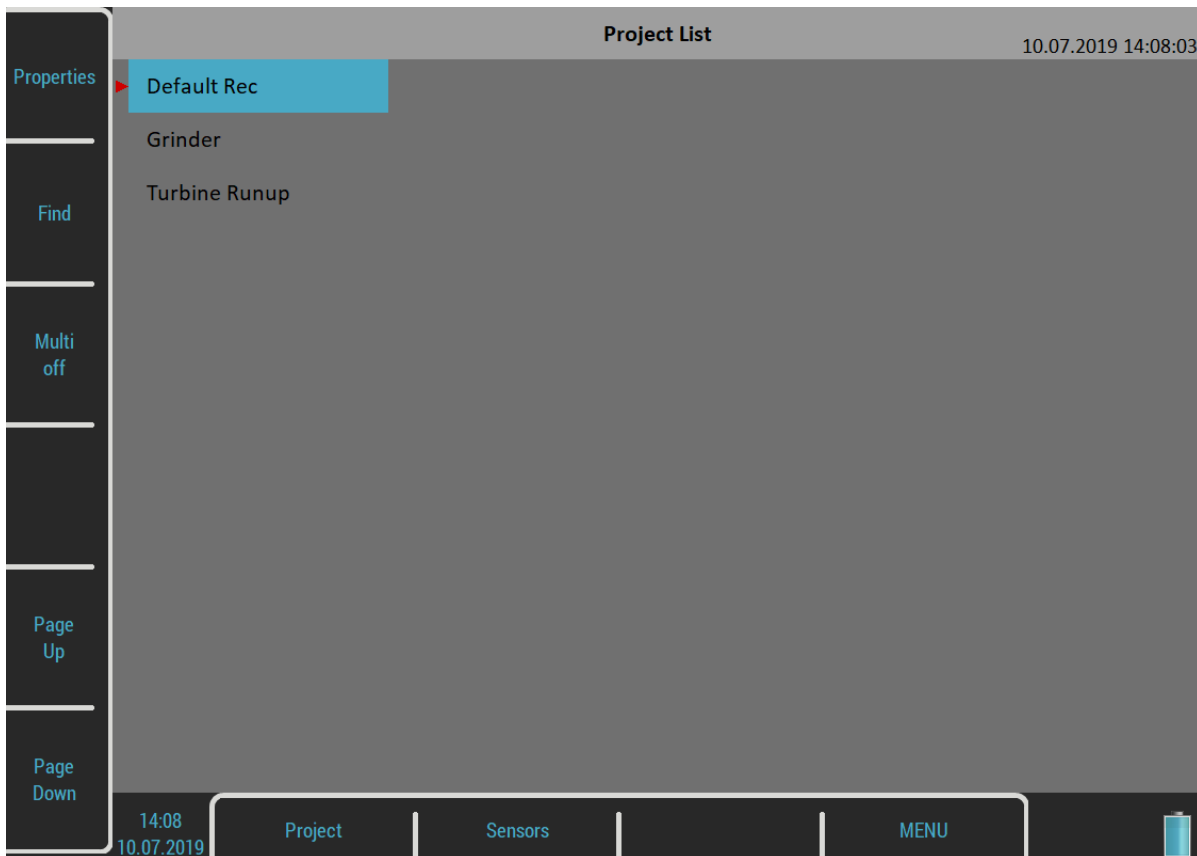 Project List
10.07.2019 14:08:03
Properties
Find
Multi
off
Page
Up
Page
Down
Default Rec
Grinder
Turbine Runup
14:08
10.07.2019
Project
Sensors
MENU